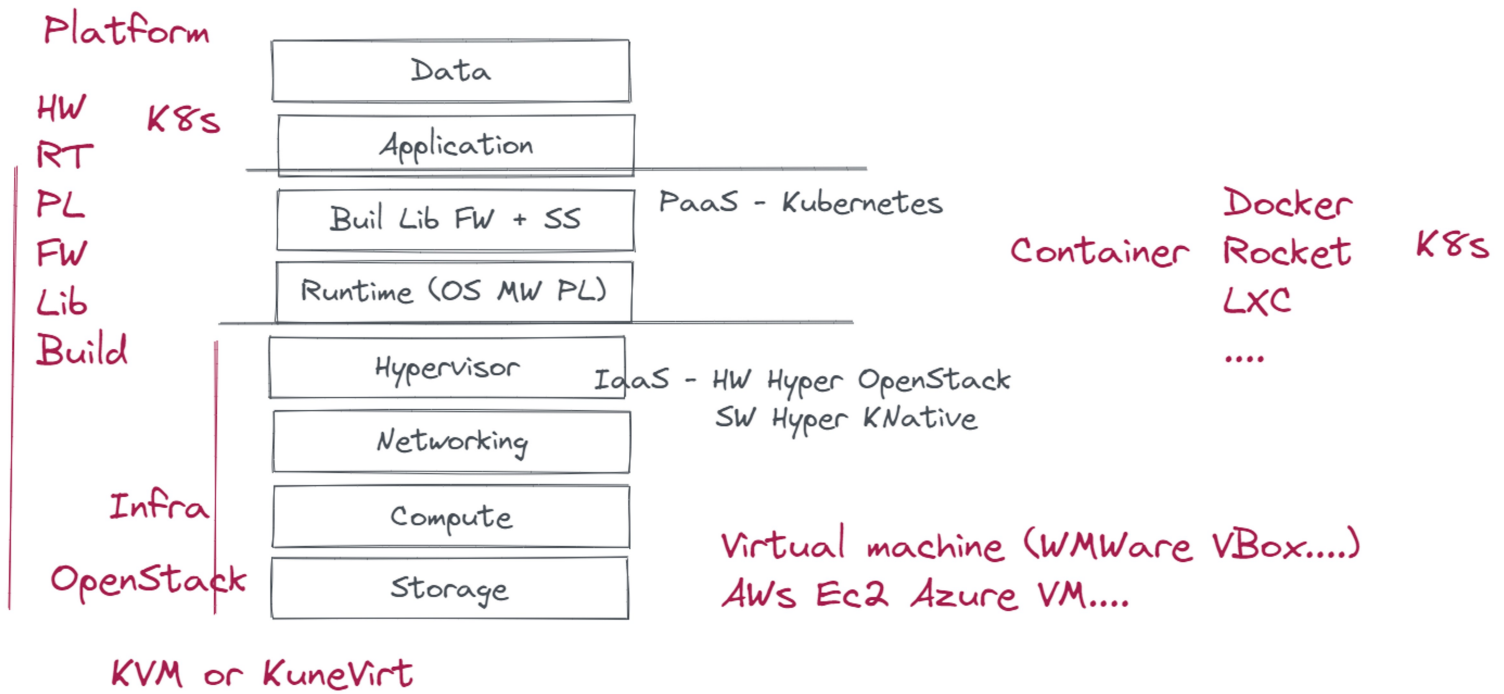 Platform
HW
K8s
RT
PL
FW
Lib
Build
Infra
OpenStack
KVM or KuneVirt
Data
Application
Buil Lib FW + SS
Runtime (OS MW PL)
Hypervisor
Networking
Compute
Storage
PaaS - Kubernetes
IaaS - HW Hyper OpenStack
SW Hyper KNative
Container
Docker
Rocket
LXC
....
K8s
Virtual machine (WMWare VBox....)
AWs Ec2 Azure VM....